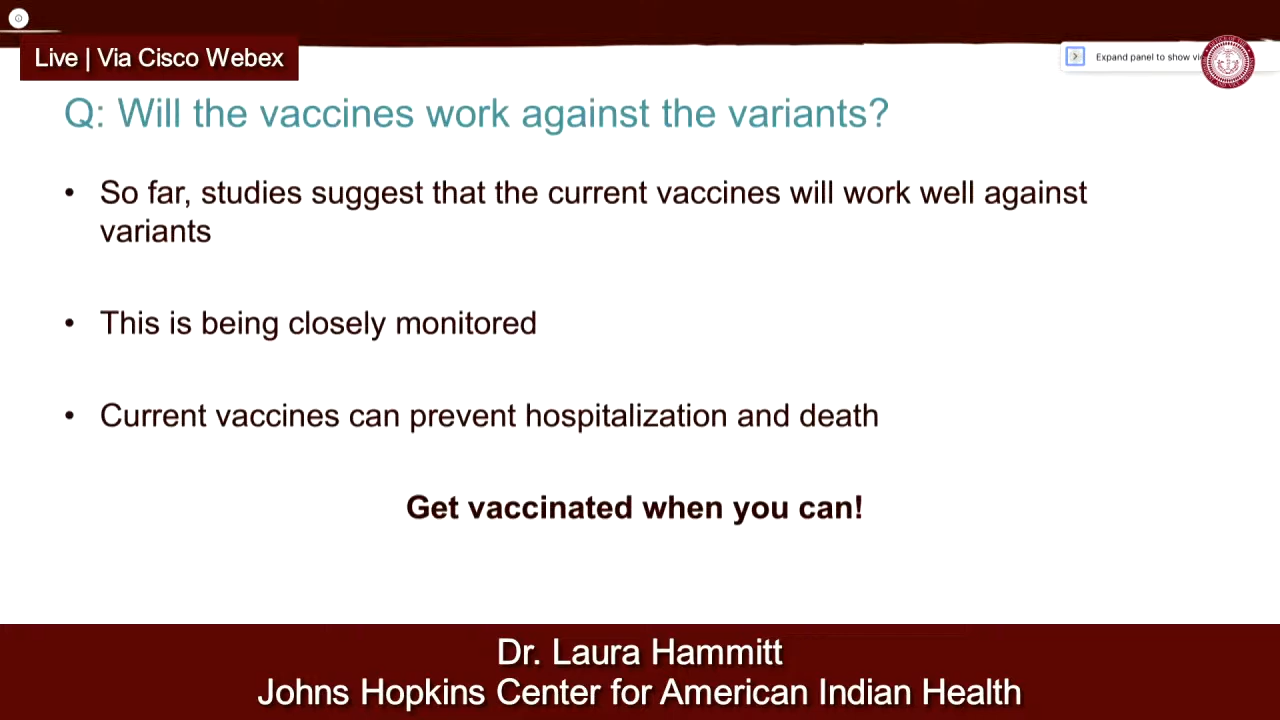 Live | Via Cisco Webex
Expand panel to show
Q: Will the vaccines work against the variants?
• So far, studies suggest that the current vaccines will work well against
variants
• This is being closely monitored
• Current vaccines can prevent hospitalization and death
Get vaccinated when you can!
Dr. Laura Hammitt
Johns Hopkins Center for American Indian Health